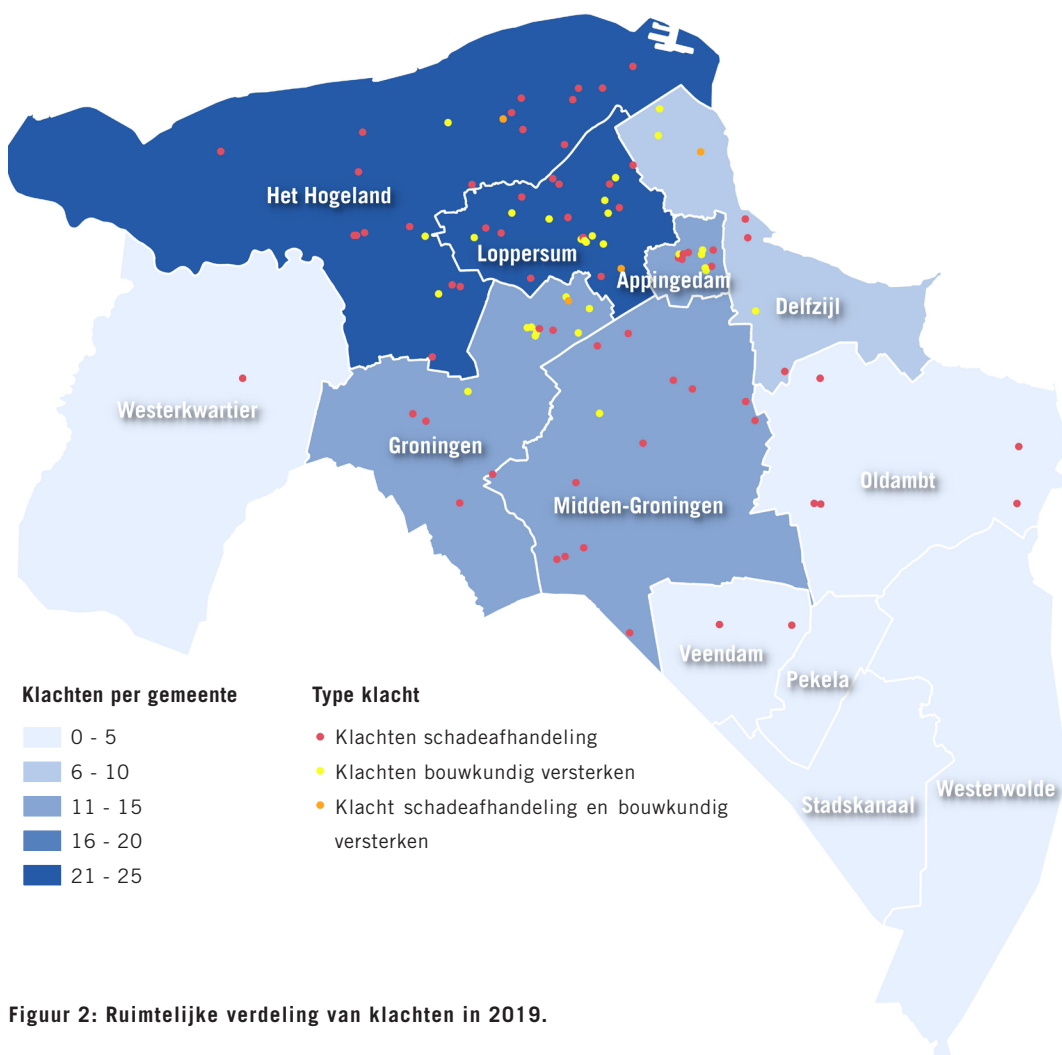 Het Hogeland
Loppersum
Appingedam
Delfzijl
Westerkwartier
Groningen
Oldambt
Midden-Groningen
Veendam
Pekela
Stadskanaal
Westerwolde
Klachten per gemeente
0 - 5
6 - 10
11 - 15
16 - 20
21 - 25
Type klacht
Klachten schadeafhandeling
Klachten bouwkundig versterken
Klacht schadeafhandeling en bouwkundig
versterken
Figuur 2: Ruimtelijke verdeling van klachten in 2019.